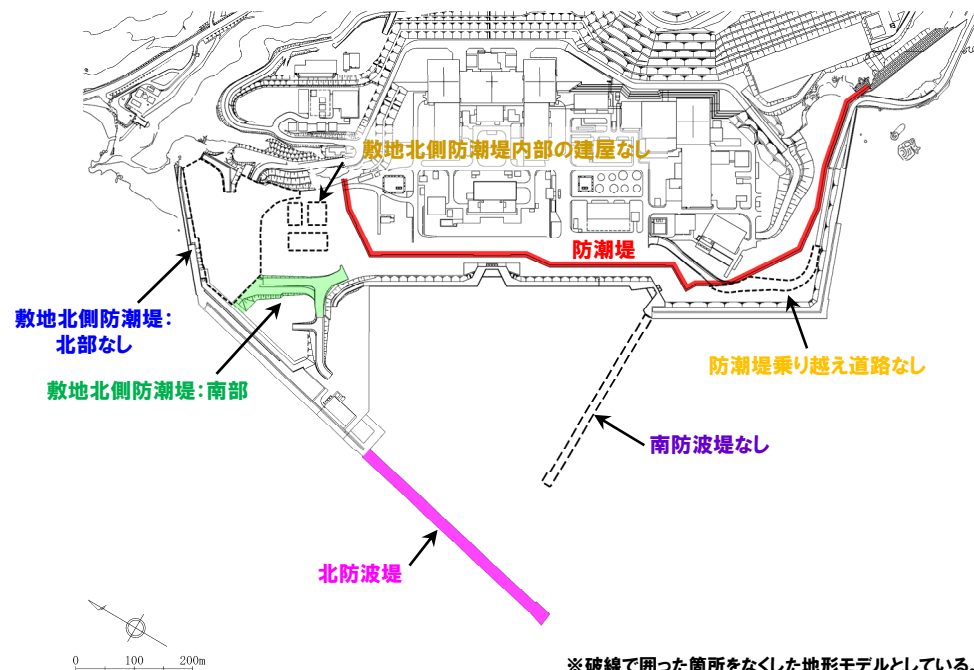 敷地北側防潮堤内部の建屋なし
防潮堤
敷地北側防潮堤：
北部なし
敷地北側防潮堤：南部
防潮堤乗り越え道路なし
南防波堤なし
北防波堤
0 100 200m
※破線で囲った箇所をなくした地形モデルとしている。